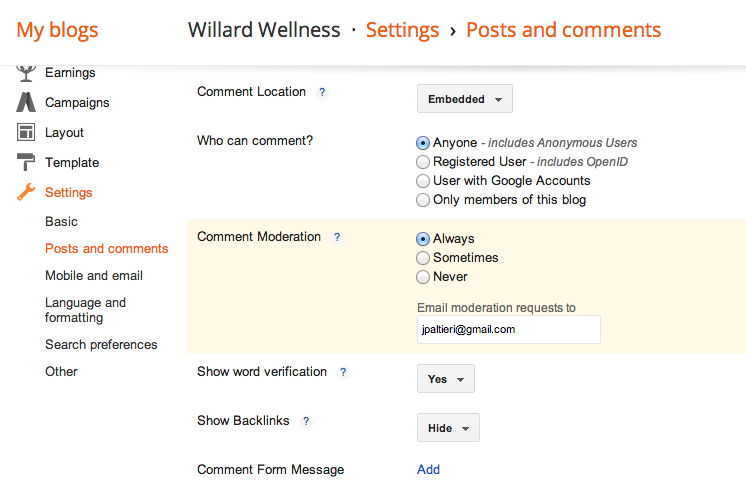 My blogs
Willard Wellness · Settings › Posts and comments
Earnings
Campaigns
Layout
Template
Settings
Basic
Posts and comments
Mobile and email
Language and
formatting
Search preferences
Other
Comment Location ?
Embedded
Who can comment?
Anyone - includes Anonymous Users
Registered User - includes OpenID
User with Google Accounts
Only members of this blog
Comment Moderation ?
Always
Sometimes
Never
Email moderation requests to
jpaltieri@gmail.com
Show word verification ?
Yes
Show Backlinks ?
Hide
Comment Form Message
Add